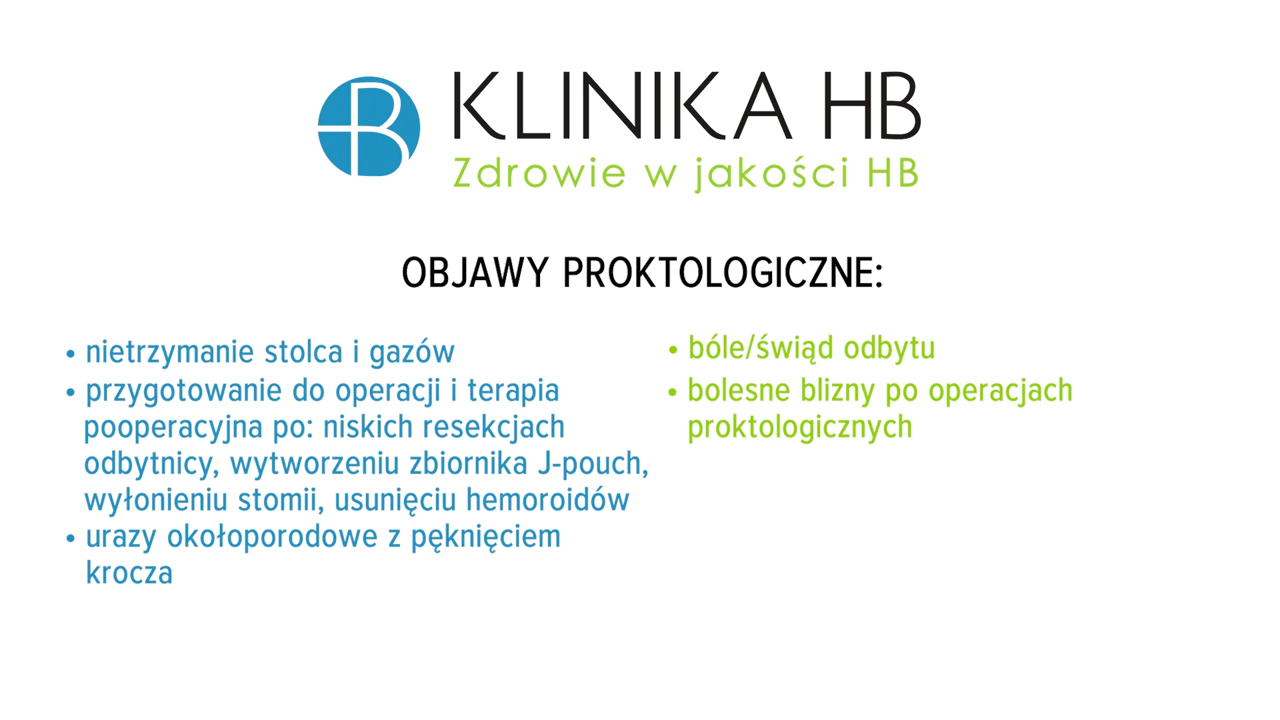 B
KLINIKA HB
Zdrowie w jakości HB
OBJAWY PROKTOLOGICZNE:
• nietrzymanie stolca i gazów
• przygotowanie do operacji i terapia
pooperacyjna po: niskich resekcjach
odbytnicy, wytworzeniu zbiornika J-pouch,
wyłonieniu stomii, usunięciu hemoroidów
• urazy okołoporodowe z pęknięciem
krocza
• bóle/świąd odbytu
• bolesne blizny po operacjach
proktologicznych